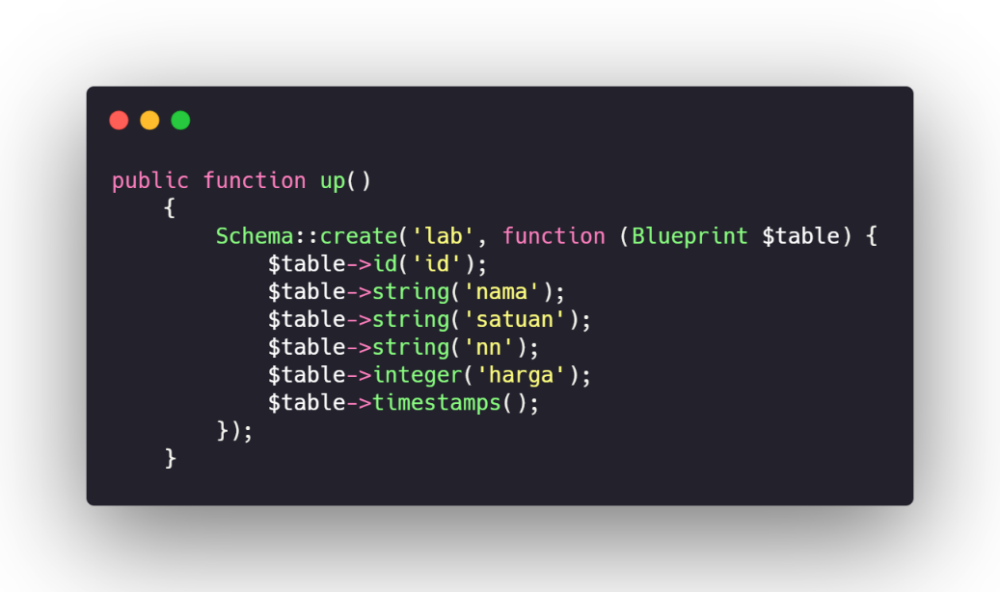 public function up()
    {
        Schema::create('lab', function (Blueprint $table) {
            $table->id('id');
            $table->string('nama');
            $table->string('satuan');
            $table->string('nn');
            $table->integer('harga');
            $table->timestamps();
        });
    }